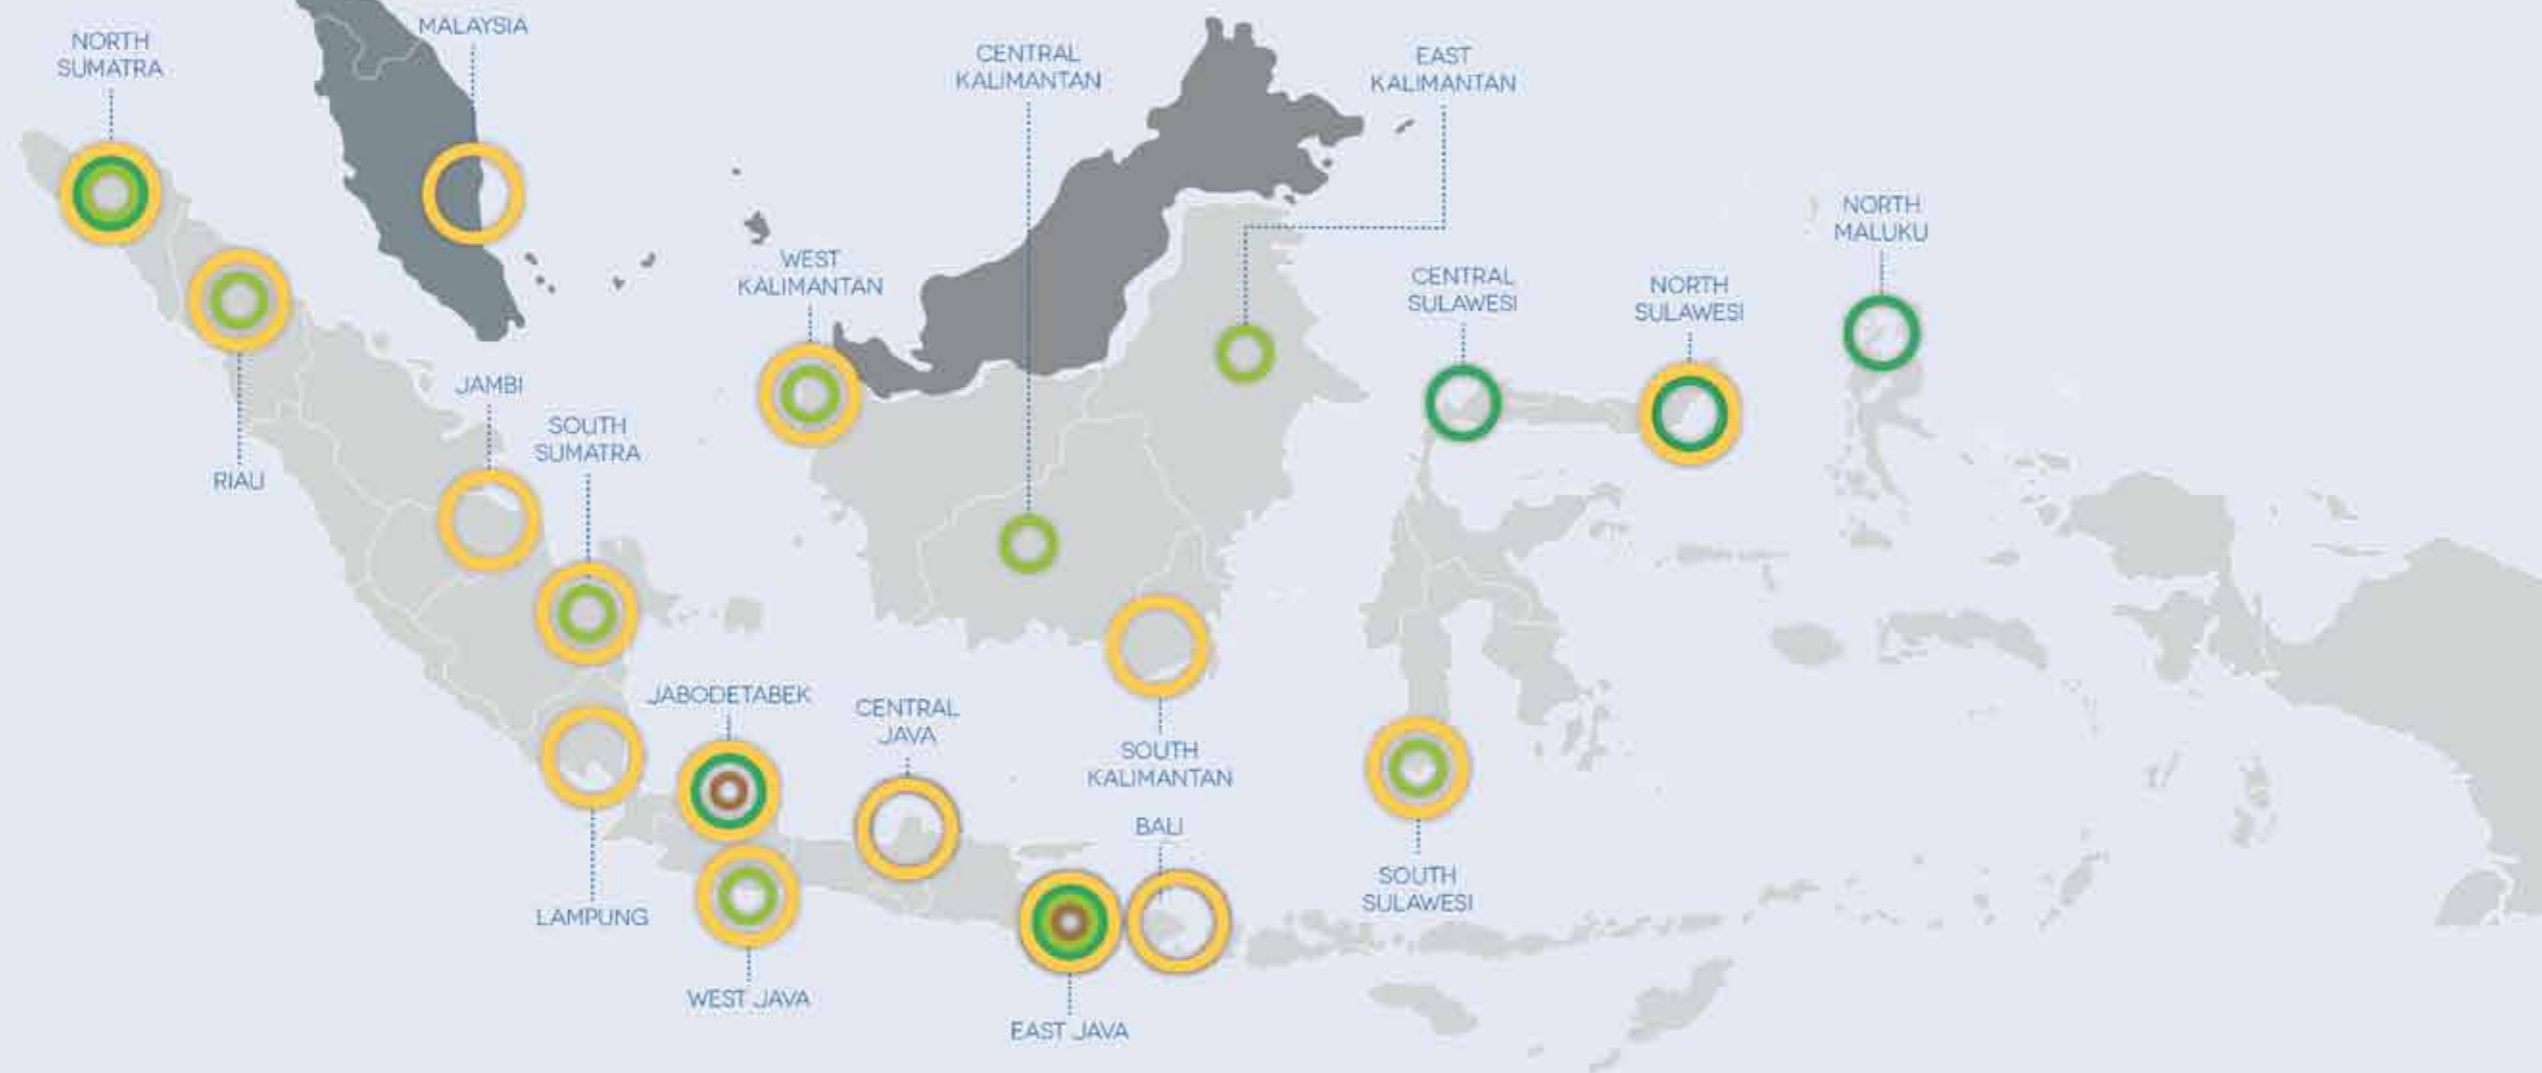 NORTH
SUMATRA
MALAYSIA
CENTRAL
KALIMANTAN
EAST
KALIMANTAN
NORTH
MALUKU
WEST
KALIMANTAN
CENTRAL
SULAWESI
NORTH
SULAWESI
JAMBI
SOUTH
SUMATRA
RIAU
JABODETABEK
CENTRAL
JAVA
SOUTH
KALIMANTAN
BALI
SOUTH
SULAWESI
LAMPUNG
WEST JAVA
EAST JAVA